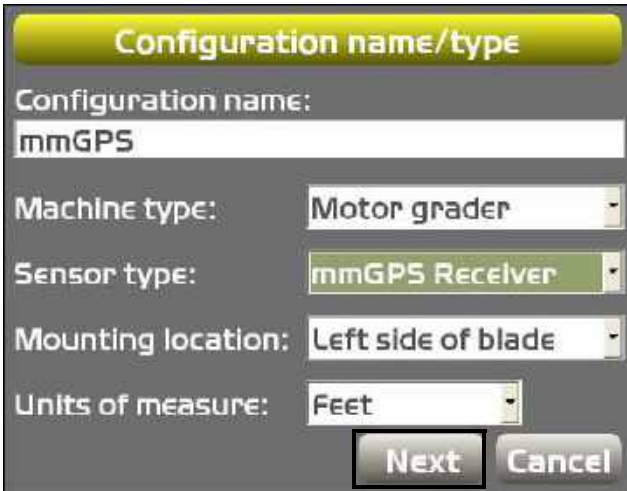 Configuration name/type
Configuration name:
mmGPS
Machine type: Motor grader
Sensor type: mmGPS Receiver
Mounting location: Left side of blade
Units of measure: Feet
Next Cancel